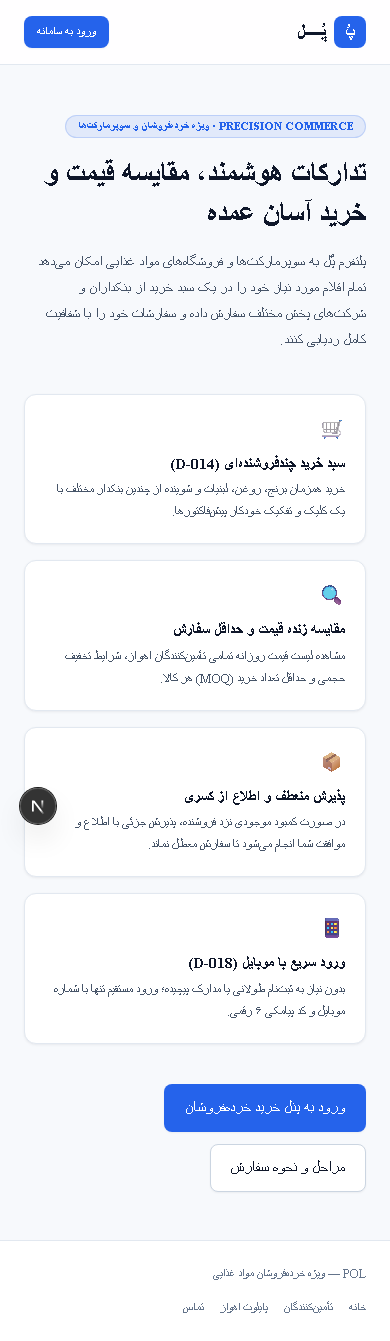 پُ
پُــــل
ورود به سامانه
PRECISION COMMERCE • ویژه خرده‌فروشان و سوپرمارکت‌ها
تدارکات هوشمند، مقایسه قیمت و
خرید آسان عمده
پلتفرم پُل به سوپرمارکت‌ها و فروشگاه‌های مواد غذایی امکان می‌دهد
تمام اقلام مورد نیاز خود را در یک سبد خرید از بنکداران و
شرکت‌های پخش مختلف سفارش داده و سفارشات خود را با شفافیت
کامل ردیابی کنند.
سبد خرید چندفروشنده‌ای (D-014)
خرید همزمان برنج، روغن، لبنیات و شوینده از چندین بنکدار مختلف با
یک کلیک و تفکیک خودکار پیش‌فاکتورها.
مقایسه زنده قیمت و حداقل سفارش
مشاهده لیست قیمت روزانه تمامی تأمین‌کنندگان اهواز، شرایط تخفیف
حجمی و حداقل تعداد خرید (MOQ) هر کالا.
پذیرش منعطف و اطلاع از کسری
در صورت کمبود موجودی نزد فروشنده، پذیرش جزئی با اطلاع و
موافقت شما انجام می‌شود تا سفارش معطل نماند.
N
ورود سریع با موبایل (D-018)
بدون نیاز به ثبت‌نام طولانی یا مدارک پیچیده؛ ورود مستقیم تنها با شماره
موبایل و کد پیامکی ۶ رقمی.
ورود به پنل خرید خرده‌فروشان
مراحل و نحوه سفارش
POL — ویژه خرده‌فروشان مواد غذایی
خانه تأمین‌کنندگان پایلوت اهواز تماس